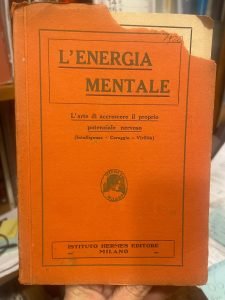 L'ENERGIA
MENTALE
L'arte di accrescere il proprio
potenziale nervoso
(Intelligenza - Coraggio - Virilità)
ISTITUTO HERMES EDITORE
MILANO